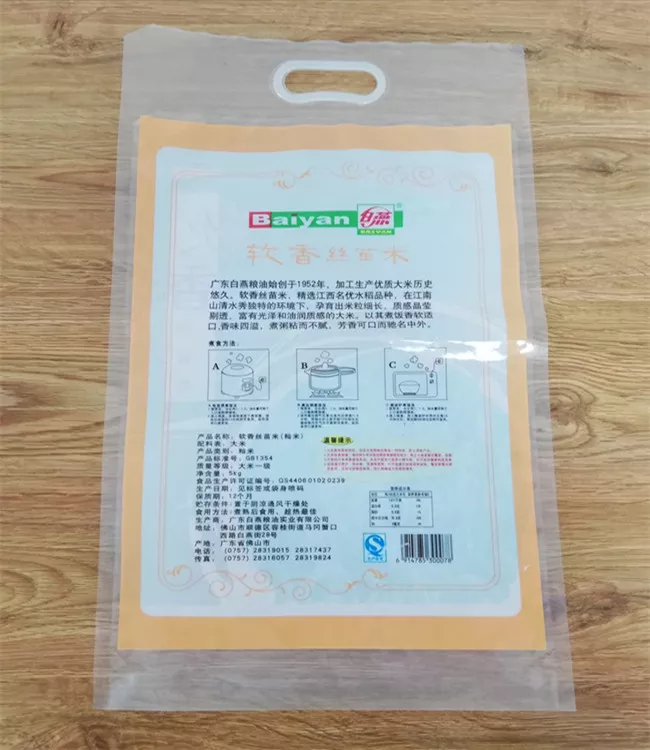 Baiyan 白燕®
BAIYAN
软香丝苗米
广东白燕粮油始创于1952年，加工生产优质大米历史
悠久。软香丝苗米，精选江西名优水稻品种，在江南
山清水秀独特的环境下，孕育出米粒细长，质感晶莹
剔透，富有光泽和油润质感的大米。以其煮饭香软适
口，香味四溢，煮粥粘而不腻，芳香可口而驰名中外。
煮食方法：
A B C
产品名称：软香丝苗米(籼米)
温馨提示
配料表：大米
产品类别：籼米
产品标准号：GB1354
质量等级：大米一级
净含量：5kg
食品生产许可证编号：QS4406 0102 0239
生产日期：见标签或袋身喷码
保质期：12个月
贮存条件：置于阴凉通风干燥处
食用方法：煮熟后食用、趁热最佳
生产商：广东白燕粮油实业有限公司
地址：佛山市顺德区容桂街道马冈蟹口
西路白燕街28号
产地：广东省佛山市
电话：(0757) 28319015 28317437
传真：(0757) 28316057 28319824
6 914785 300078